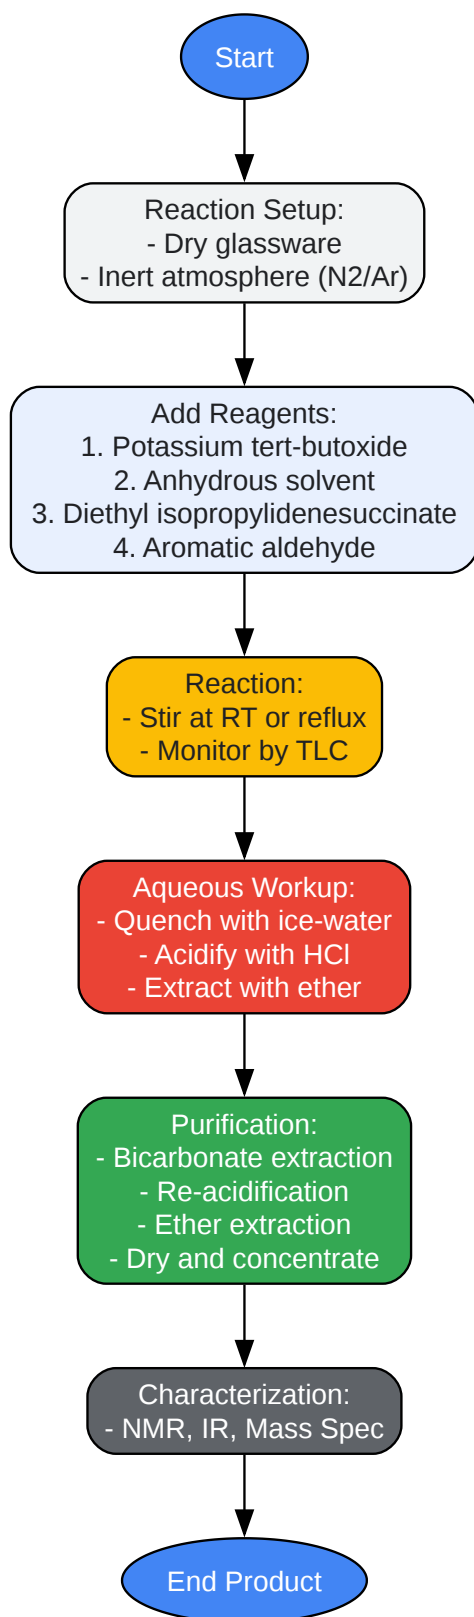 Start
Reaction Setup:
- Dry glassware
- Inert atmosphere (N2/Ar)
Add Reagents:
1. Potassium tert-butoxide
2. Anhydrous solvent
3. Diethyl isopropylidenesuccinate
4. Aromatic aldehyde
Reaction:
- Stir at RT or reflux
- Monitor by TLC
Aqueous Workup:
- Quench with ice-water
- Acidify with HCl
- Extract with ether
Purification:
- Bicarbonate extraction
- Re-acidification
- Ether extraction
- Dry and concentrate
Characterization:
- NMR, IR, Mass Spec
End Product